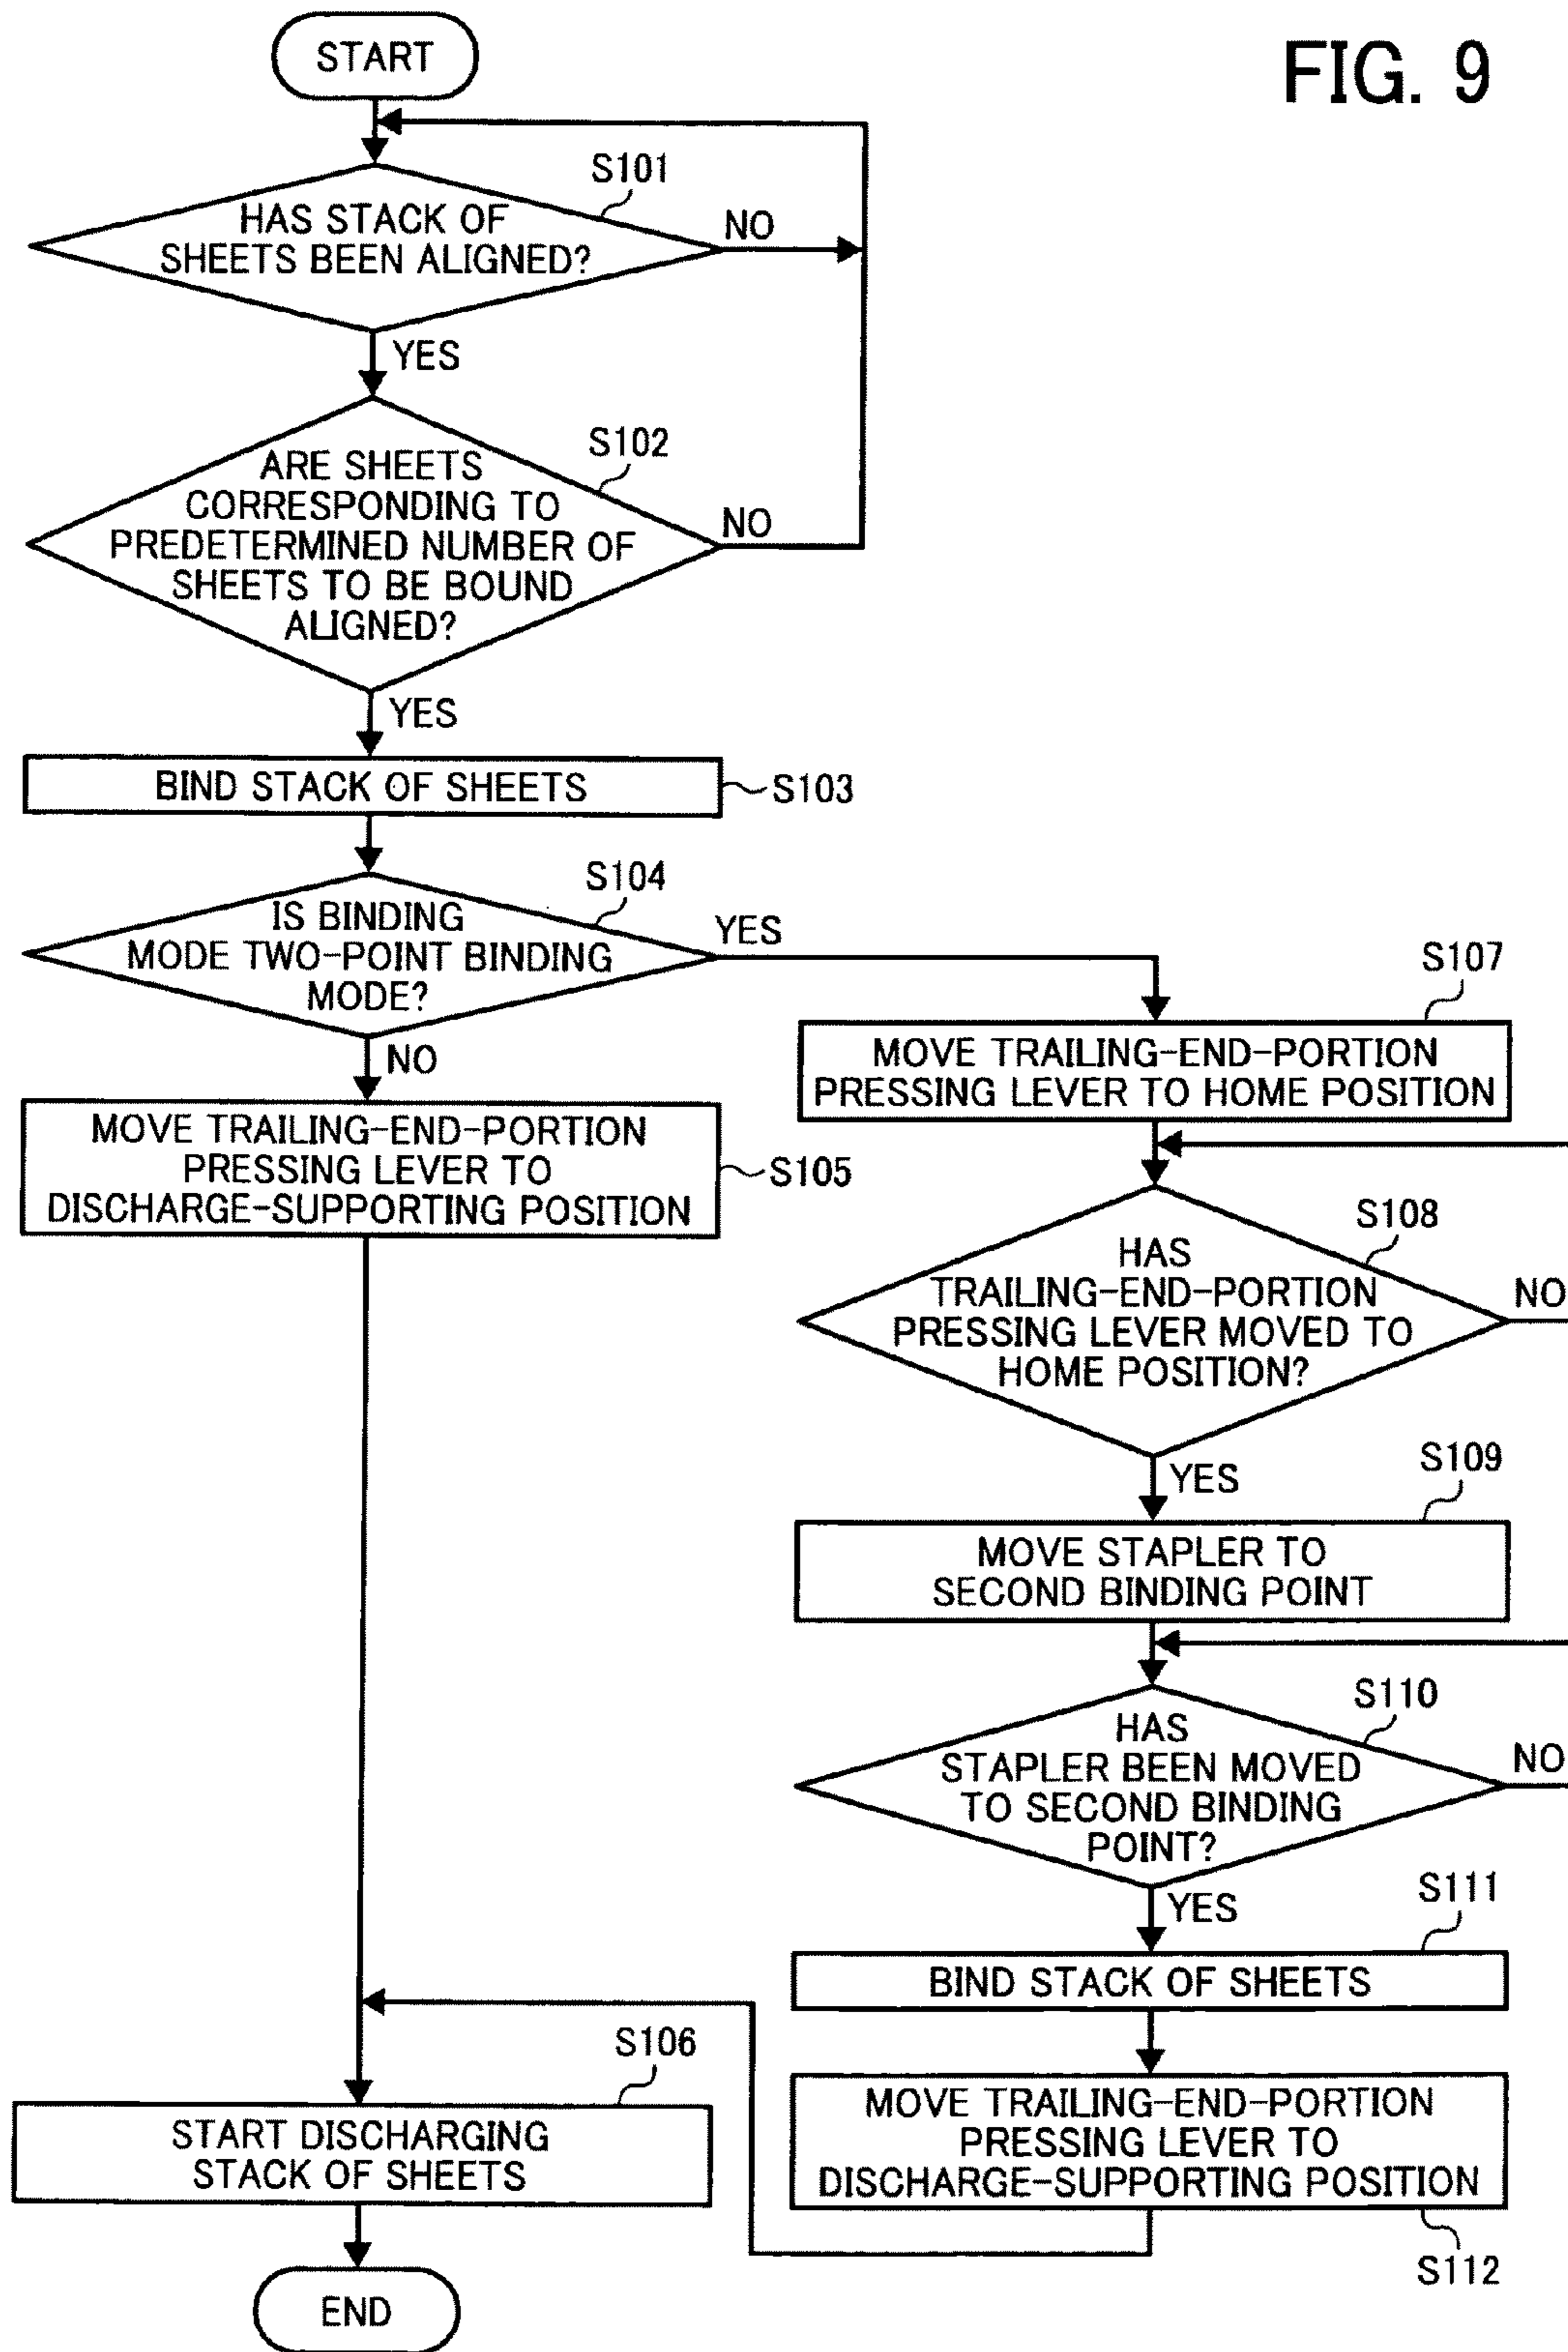 FIG. 9
START
S101
HAS STACK OF
SHEETS BEEN ALIGNED?
NO
YES
S102
ARE SHEETS
CORRESPONDING TO
PREDETERMINED NUMBER OF
SHEETS TO BE BOUND
ALIGNED?
NO
YES
BIND STACK OF SHEETS
S103
S104
IS BINDING
MODE TWO-POINT BINDING
MODE?
YES
NO
MOVE TRAILING-END-PORTION
PRESSING LEVER TO
DISCHARGE-SUPPORTING POSITION
S105
S107
MOVE TRAILING-END-PORTION
PRESSING LEVER TO HOME POSITION
S108
HAS
TRAILING-END-PORTION
PRESSING LEVER MOVED TO
HOME POSITION?
NO
YES
S109
MOVE STAPLER TO
SECOND BINDING POINT
S110
HAS
STAPLER BEEN MOVED
TO SECOND BINDING
POINT?
NO
YES
S111
BIND STACK OF SHEETS
MOVE TRAILING-END-PORTION
PRESSING LEVER TO
DISCHARGE-SUPPORTING POSITION
S112
S106
START DISCHARGING
STACK OF SHEETS
END